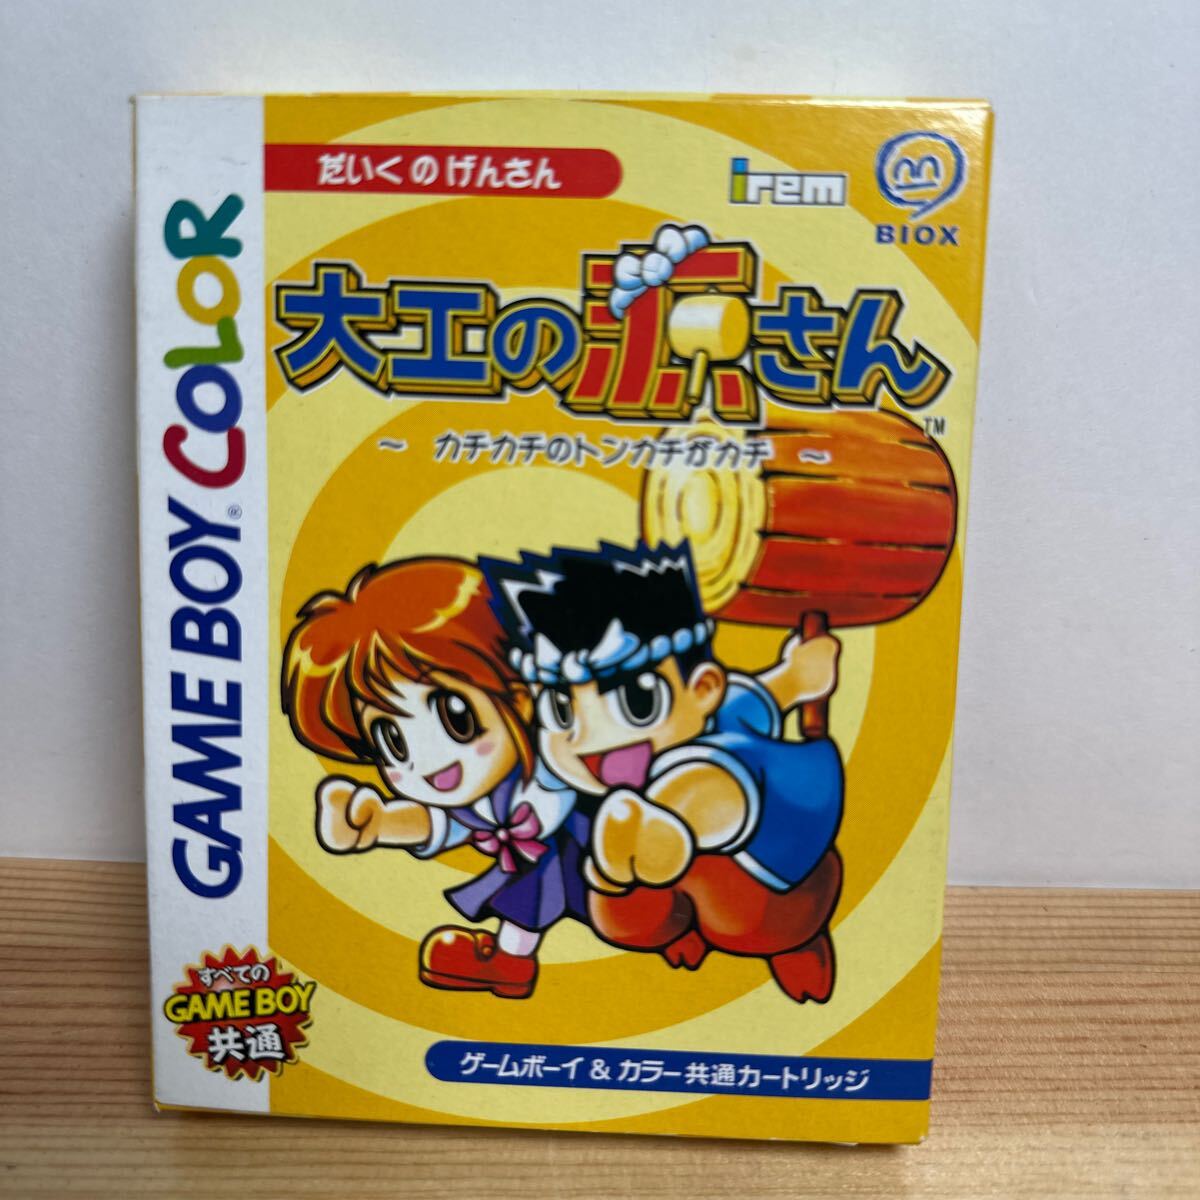 だいく の げんさん
irem
BIOX
大工の源さん
TM
～ カチカチのトンカチがカチ ～
GAME BOY® COLOR
すべての
GAME BOY
共通
ゲームボーイ & カラー 共通カートリッジ